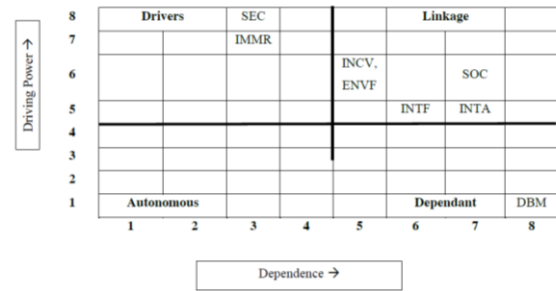 8 Drivers SEC Linkage
7 IMMR
6 INCV, ENVF SOC
5 INTF INTA
4
3
2
1 Autonomous Dependant DBM
1 2 3 4 5 6 7 8
Driving Power →
Dependence →